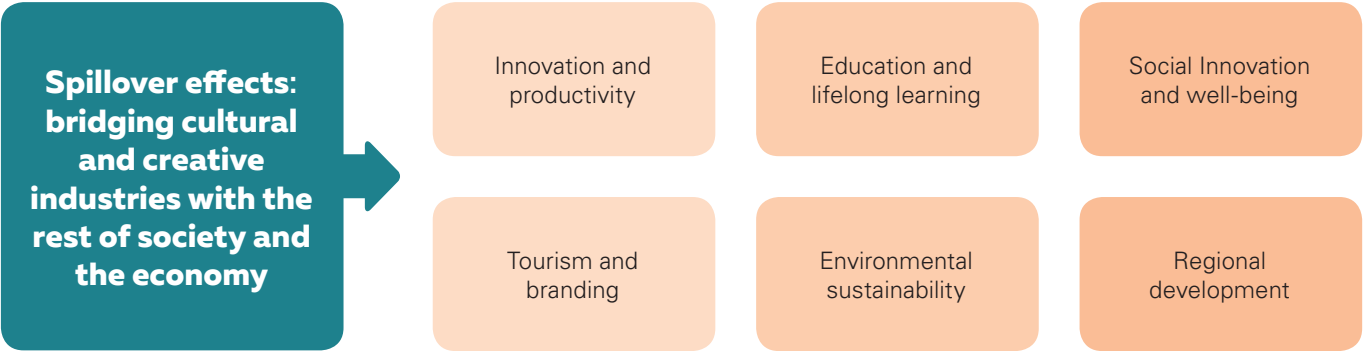 Spillover effects:
bridging cultural
and creative
industries with the
rest of society and
the economy
Innovation and
productivity
Education and
lifelong learning
Social Innovation
and well-being
Tourism and
branding
Environmental
sustainability
Regional
development